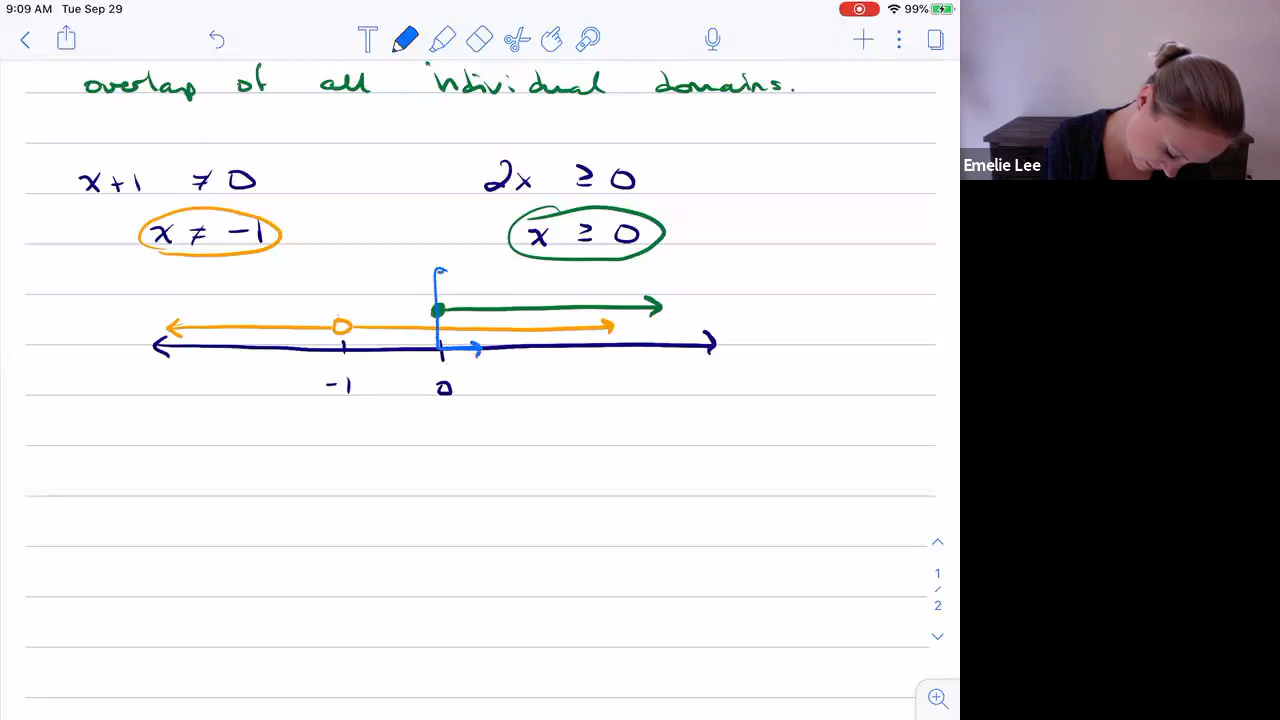 9:09 AM Tue Sep 29 99%
T
overlap of all individual domains.
x+1 ≠ 0 2x ≥ 0
x ≠ -1 x ≥ 0
-1 0
1
/
2
Emelie Lee